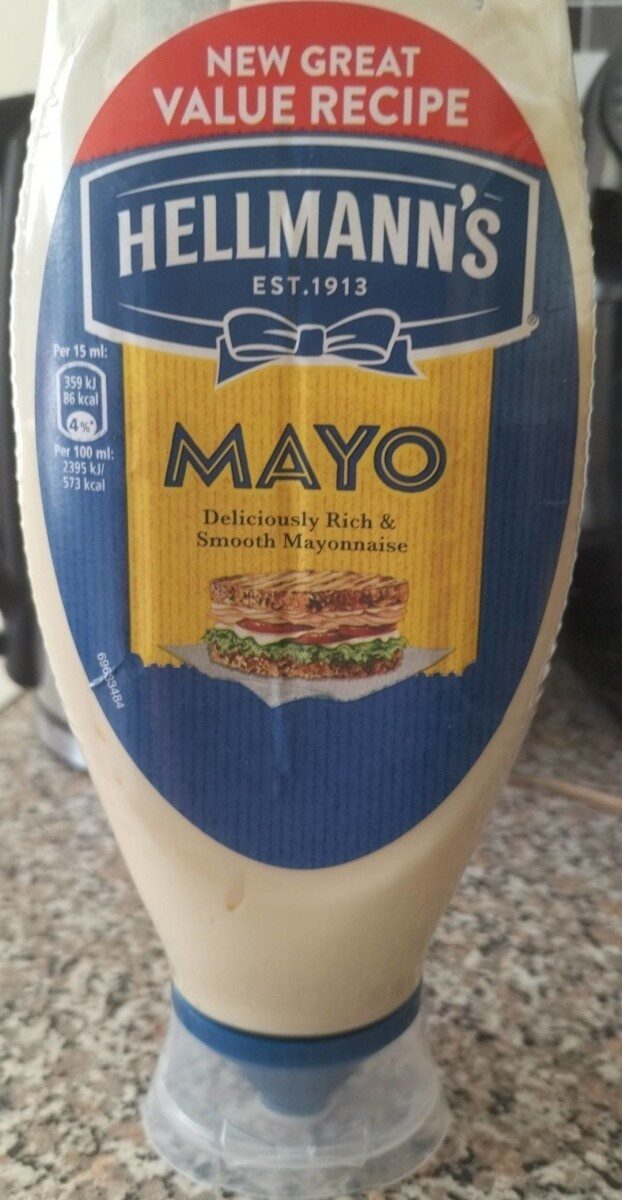 NEW GREAT
VALUE RECIPE
HELLMANN'S
EST.1913
®
Per 15 ml:
359 kJ
86 kcal
4%*
Per 100 ml:
2395 kJ/
573 kcal
MAYO
Deliciously Rich &
Smooth Mayonnaise